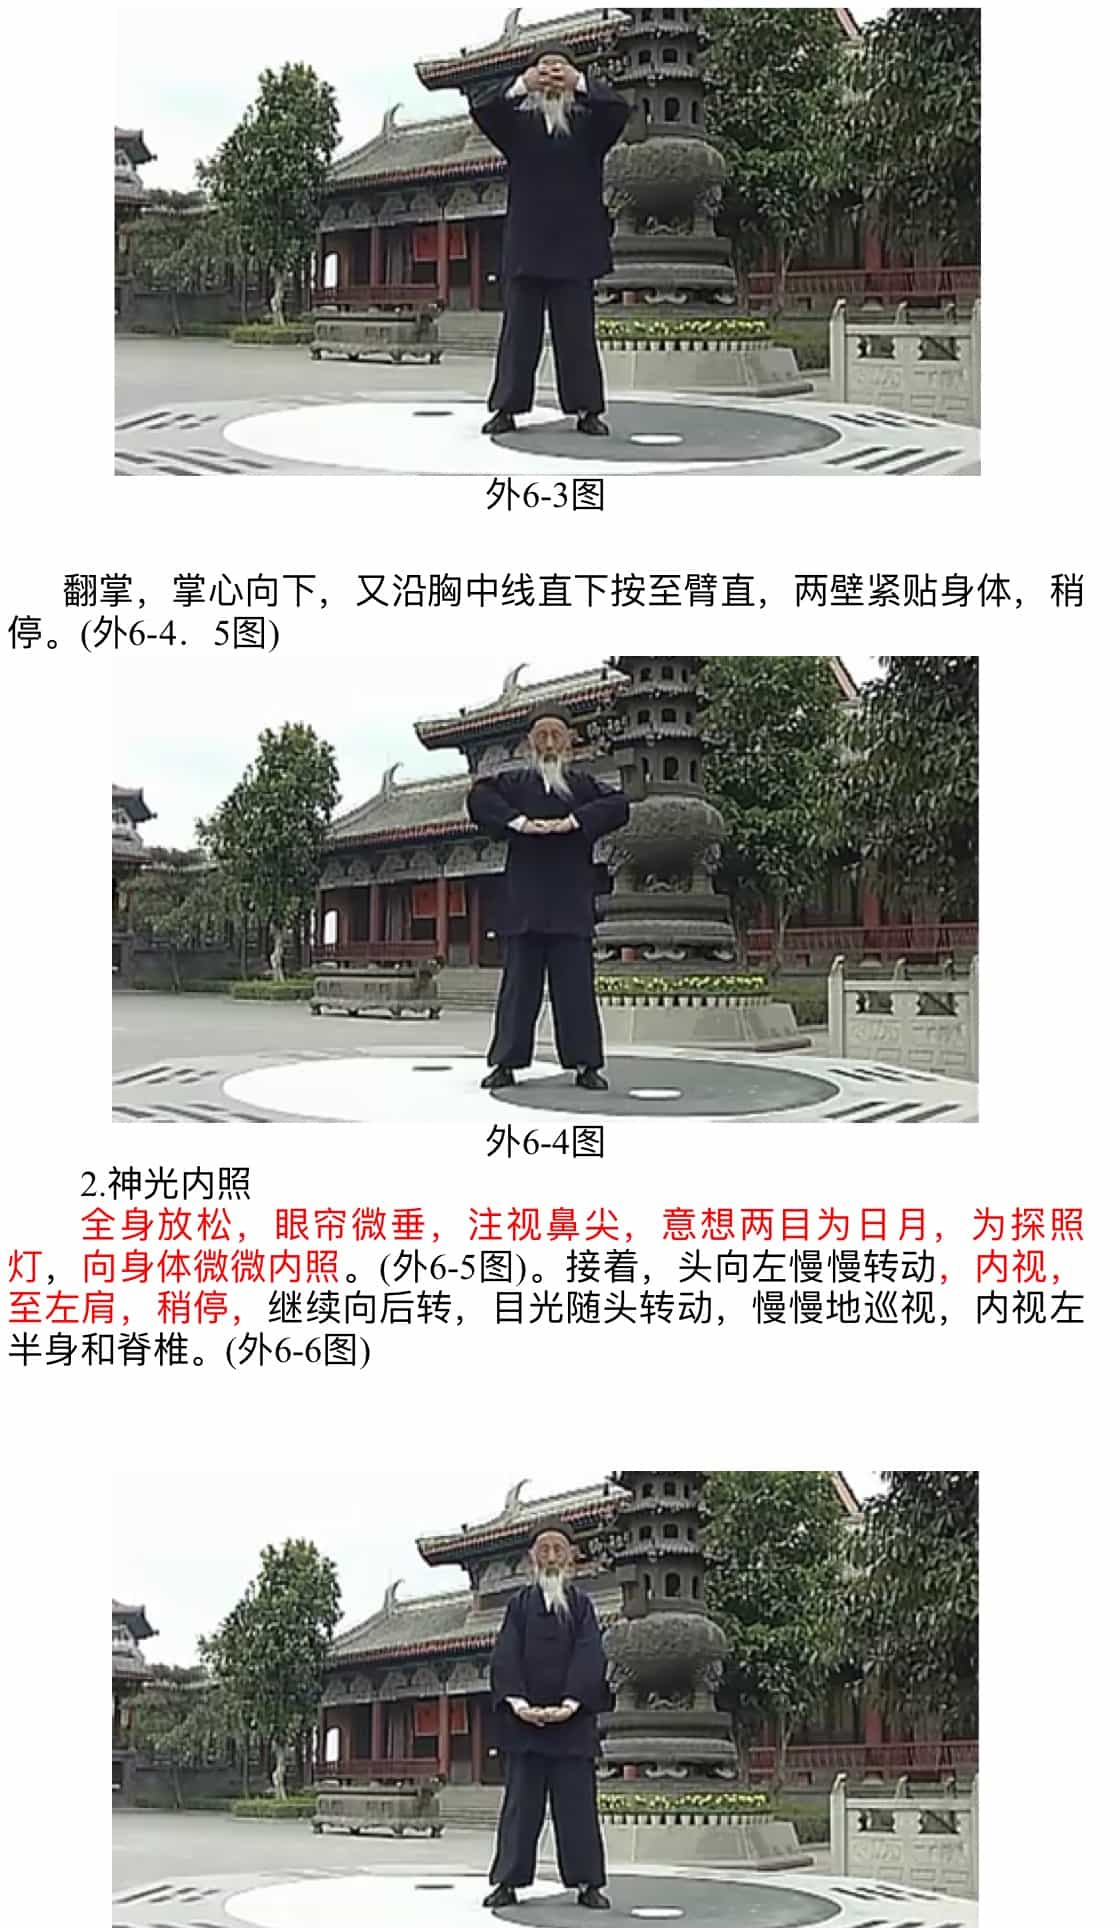 外6-3图
翻掌，掌心向下，又沿胸中线直下按至臂直，两壁紧贴身体，稍
停。(外6-4．5图)
外6-4图
2.神光内照
全身放松，眼帘微垂，注视鼻尖，意想两目为日月，为探照
灯，向身体微微内照。(外6-5图)。接着，头向左慢慢转动，内视，
至左肩，稍停，继续向后转，目光随头转动，慢慢地巡视，内视左
半身和脊椎。(外6-6图)